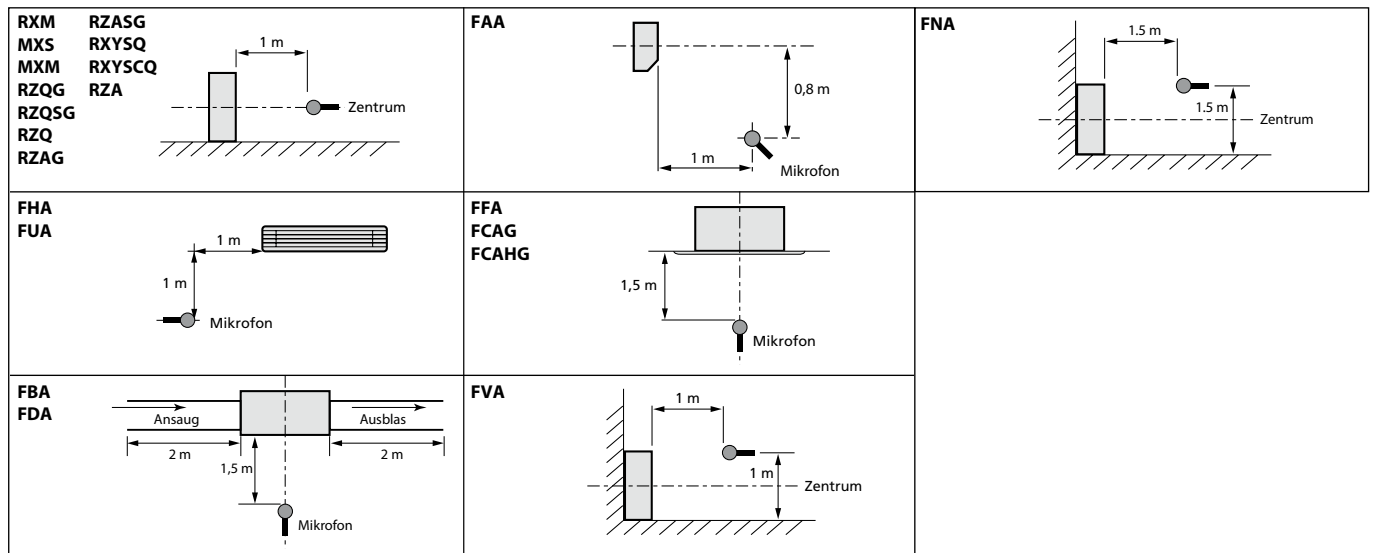 RXM RZASG
MXS RXYSQ
MXM RXYSCQ
RZQG RZA
RZQSG
RZQ
RZAG
1 m
Zentrum
FAA
0,8 m
1 m
Mikrofon
FNA
1.5 m
1.5 m
Zentrum
FHA
FUA
1 m
1 m
Mikrofon
FFA
FCAG
FCAHG
1,5 m
Mikrofon
FBA
FDA
Ansaug Ausblas
2 m 2 m
1,5 m
Mikrofon
FVA
1 m
1 m
Zentrum